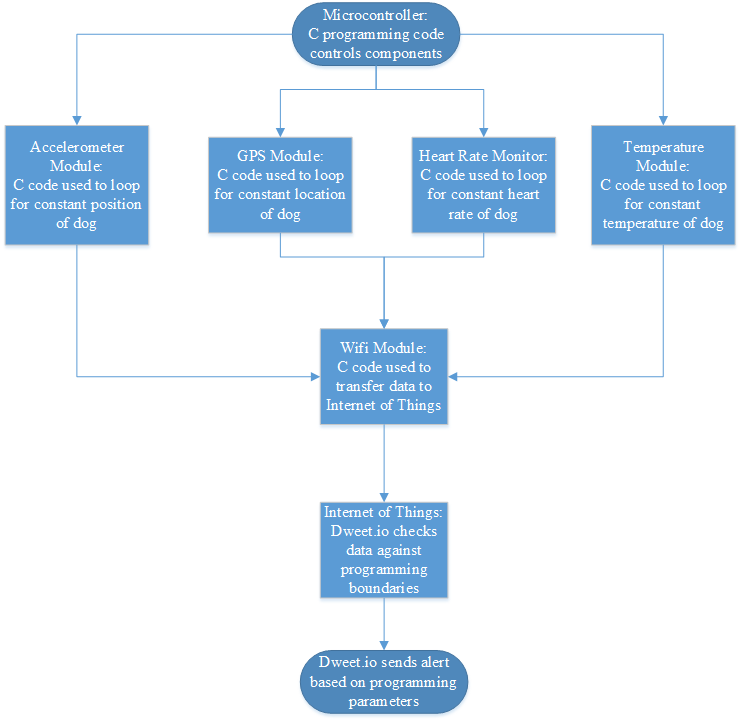 Microcontroller:
C programming code
controls components
Accelerometer
Module:
C code used to loop
for constant position
of dog
GPS Module:
C code used to loop
for constant location
of dog
Heart Rate Monitor:
C code used to loop
for constant heart
rate of dog
Temperature
Module:
C code used to loop
for constant
temperature of dog
Wifi Module:
C code used to
transfer data to
Internet of Things
Internet of Things:
Dweet.io checks
data against
programming
boundaries
Dweet.io sends alert
based on programming
parameters